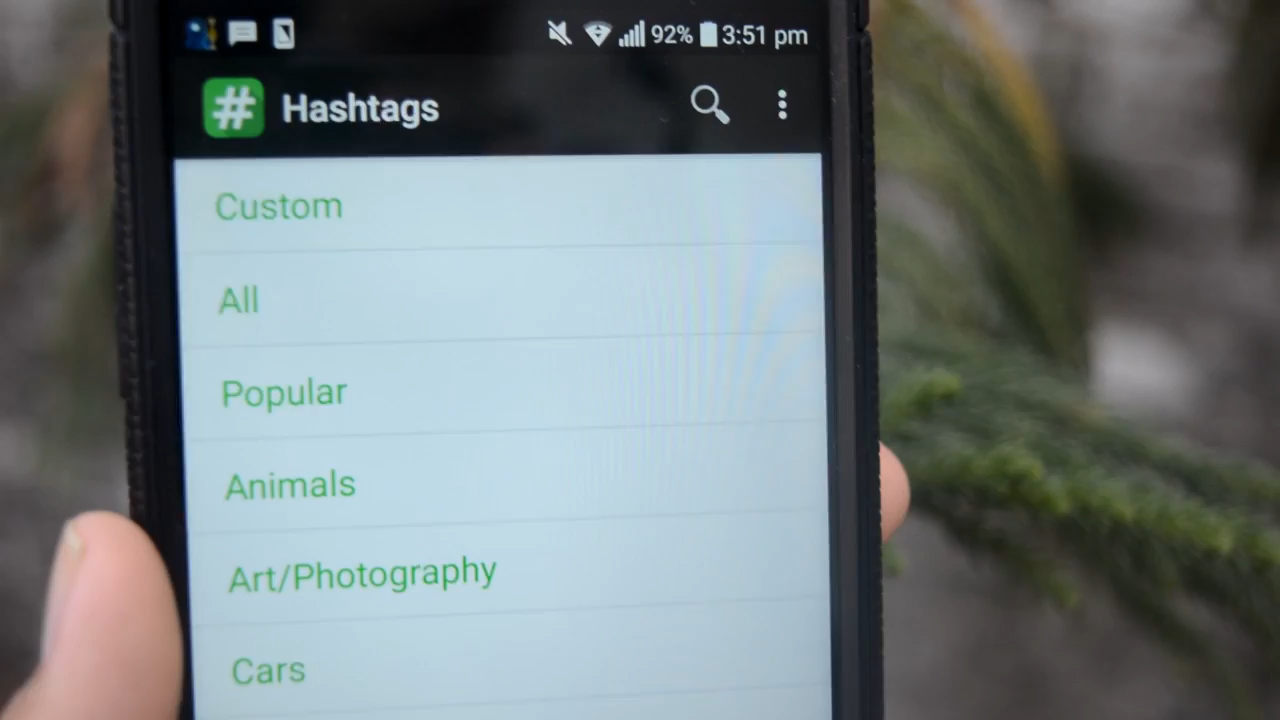 92% 3:51 pm
# Hashtags
Custom
All
Popular
Animals
Art/Photography
Cars